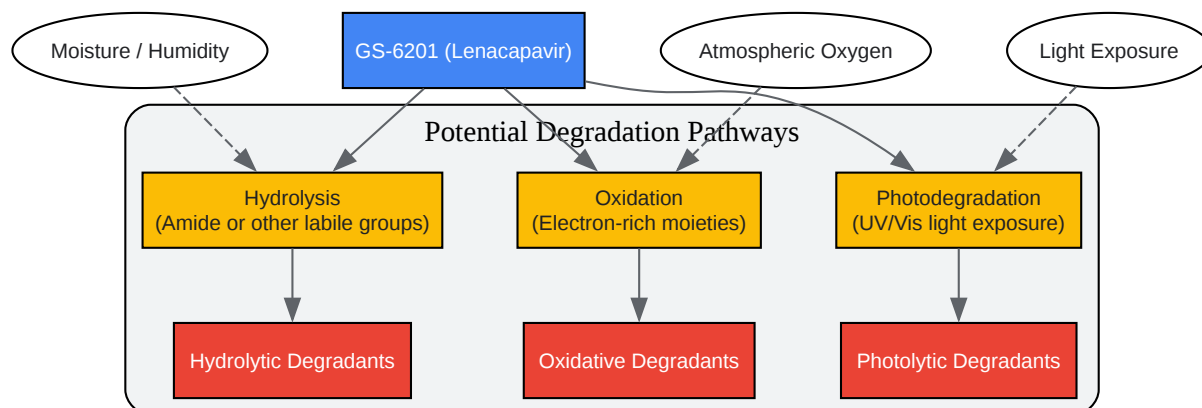 Moisture / Humidity
GS-6201 (Lenacapavir)
Atmospheric Oxygen
Light Exposure
Potential Degradation Pathways
Hydrolysis
(Amide or other labile groups)
Oxidation
(Electron-rich moieties)
Photodegradation
(UV/Vis light exposure)
Hydrolytic Degradants
Oxidative Degradants
Photolytic Degradants